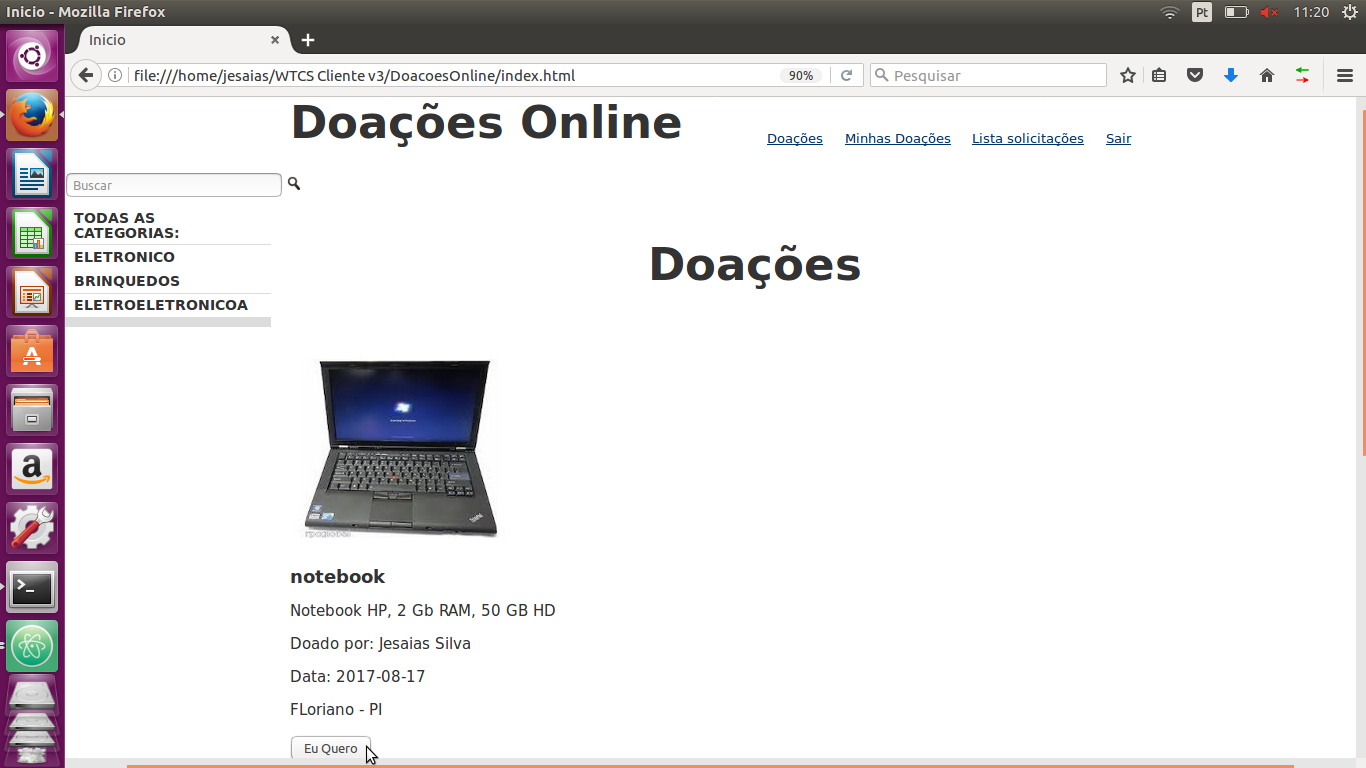 Inicio - Mozilla Firefox
Pt
11:20
Inicio
file:///home/jesaias/WTCS Cliente v3/DoacoesOnline/index.html
90%
Pesquisar
Doações Online
Doações
Minhas Doações
Lista solicitações
Sair
Buscar
TODAS AS
CATEGORIAS:
ELETRONICO
BRINQUEDOS
ELETROELETRONICOA
Doações
notebook
Notebook HP, 2 Gb RAM, 50 GB HD
Doado por: Jesaias Silva
Data: 2017-08-17
FLoriano - PI
Eu Quero